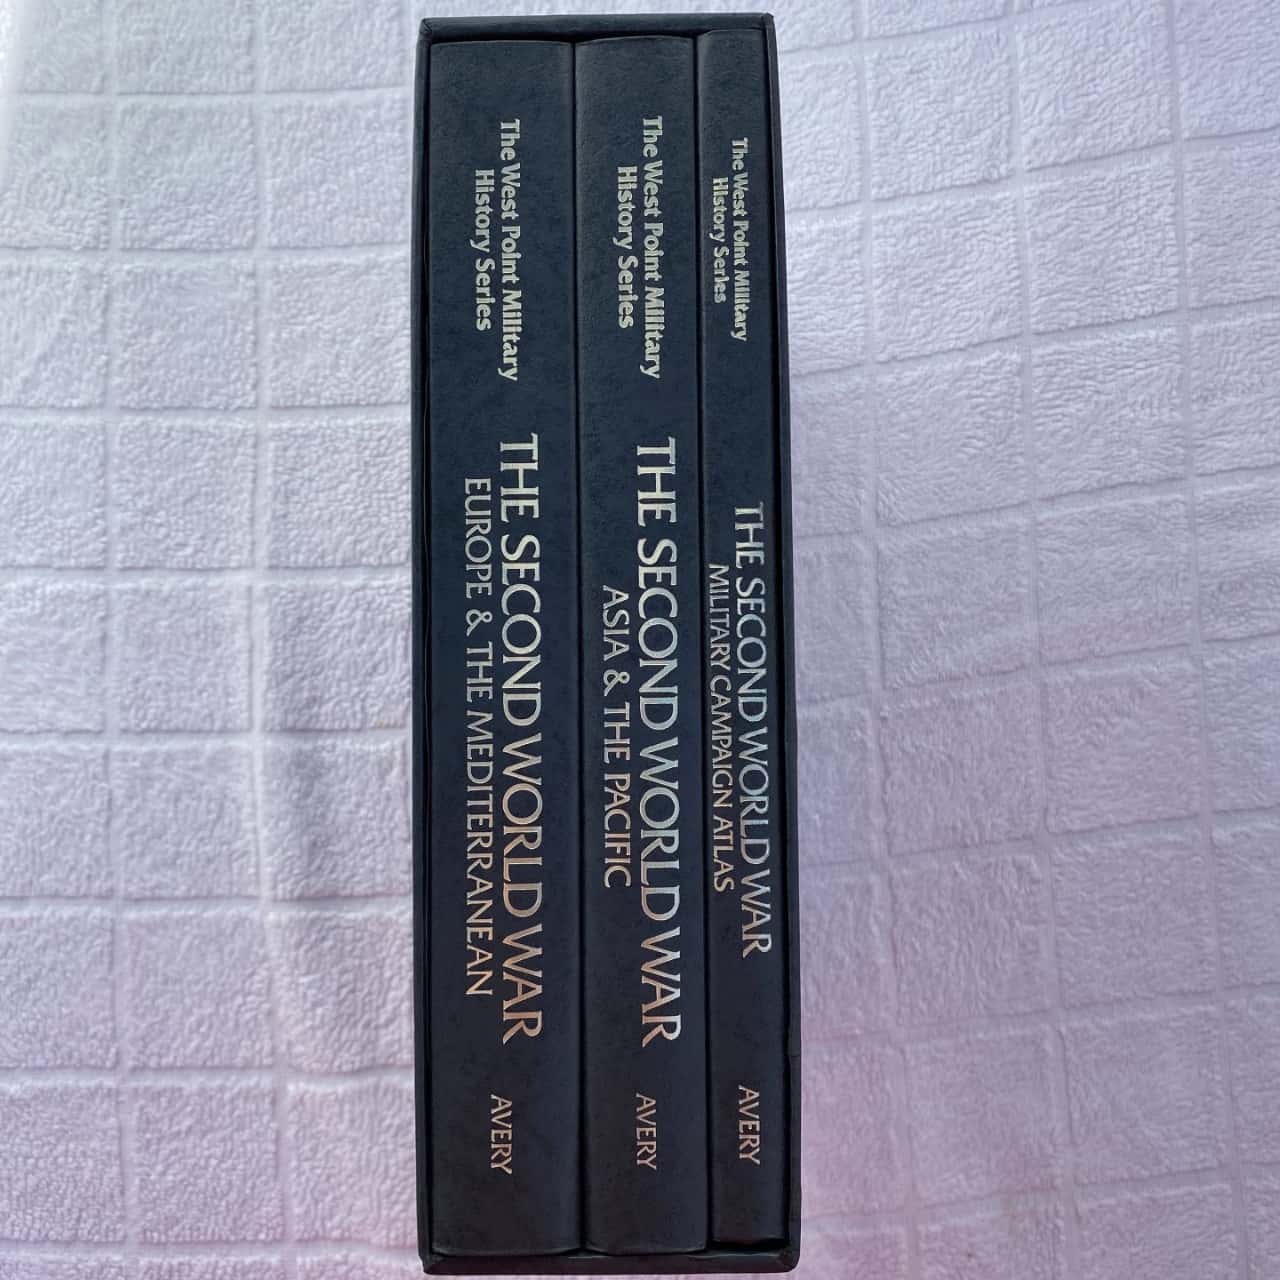 The West Point Military
History Series
THE SECOND WORLD WAR
EUROPE & THE MEDITERRANEAN
AVERY
The West Point Military
History Series
THE SECOND WORLD WAR
ASIA & THE PACIFIC
AVERY
The West Point Military
History Series
THE SECOND WORLD WAR
MILITARY CAMPAIGN ATLAS
AVERY